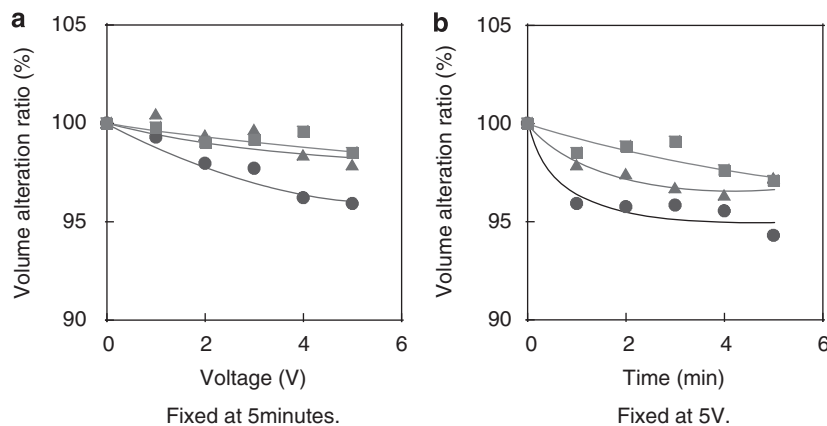 a
105
100
95
90
Volume alteration ratio (%)
0 2 4 6
Voltage (V)
Fixed at 5minutes.
b
105
100
95
90
Volume alteration ratio (%)
0 2 4 6
Time (min)
Fixed at 5V.